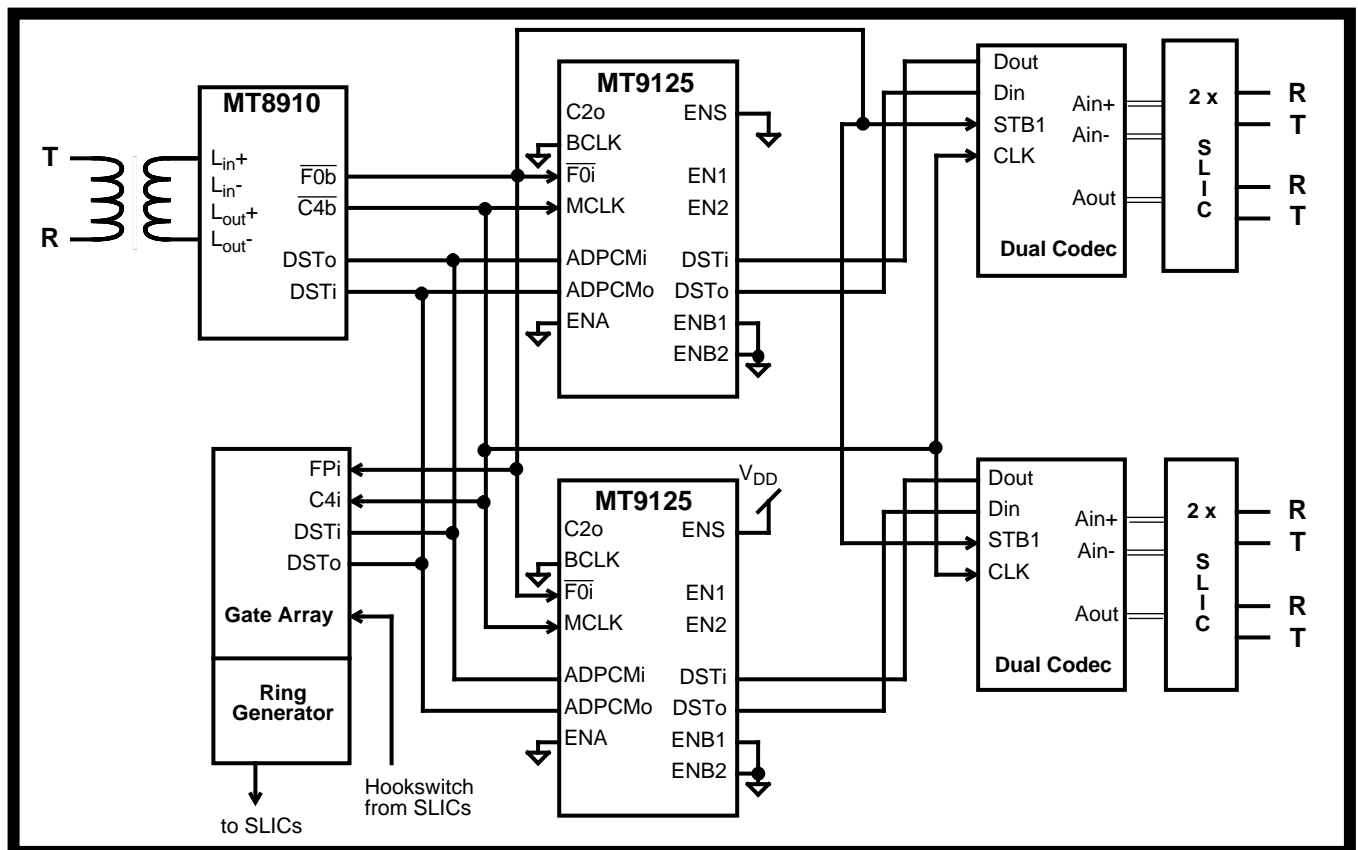 MT8910
T
R
Lin+
Lin-
Lout+
Lout-
F0b
C4b
DSTo
DSTi
MT9125
C2o
BCLK
F0i
MCLK
ADPCMi
ADPCMo
ENA
ENS
EN1
EN2
DSTi
DSTo
ENB1
ENB2
Dout
Din
STB1
CLK
Ain+
Ain-
Aout
Dual Codec
2 x
S
L
I
C
R
T
R
T
FPi
C4i
DSTi
DSTo
Gate Array
Ring
Generator
to SLICs
Hookswitch
from SLICs
VDD
MT9125
C2o
BCLK
F0i
MCLK
ADPCMi
ADPCMo
ENA
ENS
EN1
EN2
DSTi
DSTo
ENB1
ENB2
Dout
Din
STB1
CLK
Ain+
Ain-
Aout
Dual Codec
2 x
S
L
I
C
R
T
R
T